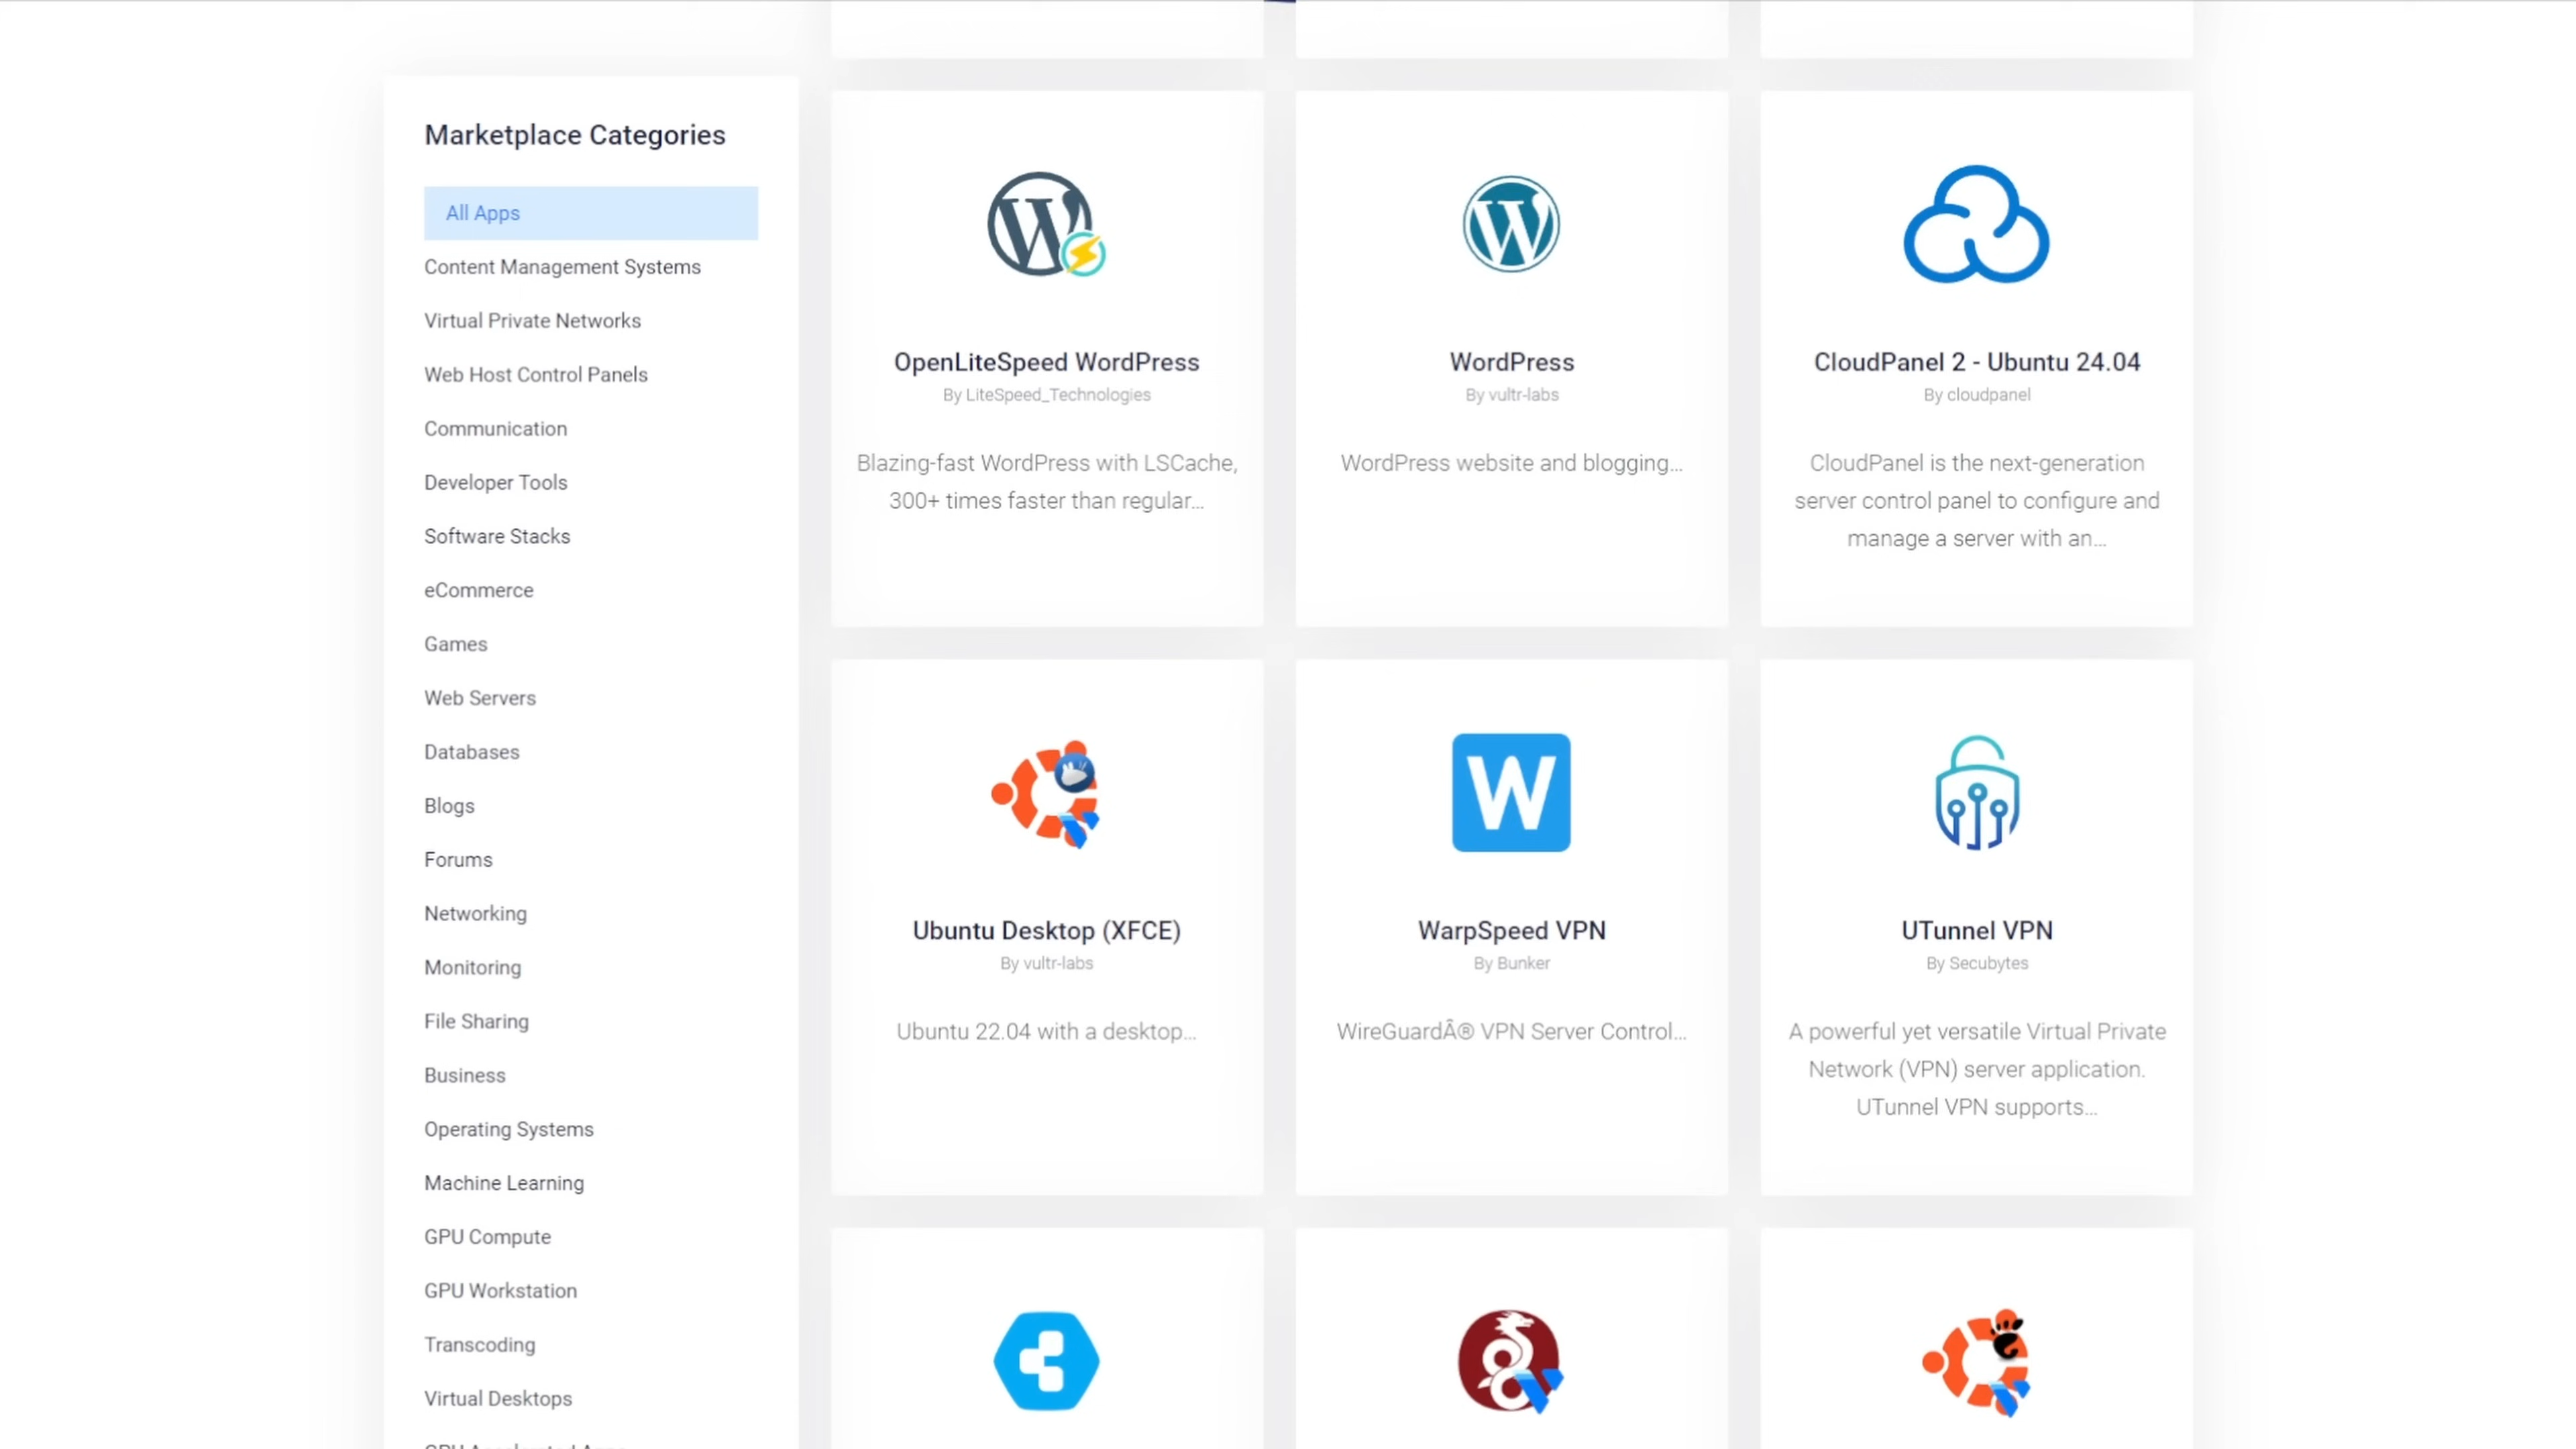 Marketplace Categories
All Apps
Content Management Systems
Virtual Private Networks
Web Host Control Panels
Communication
Developer Tools
Software Stacks
eCommerce
Games
Web Servers
Databases
Blogs
Forums
Networking
Monitoring
File Sharing
Business
Operating Systems
Machine Learning
GPU Compute
GPU Workstation
Transcoding
Virtual Desktops
OpenLiteSpeed WordPress
By LiteSpeed_Technologies
Blazing-fast WordPress with LSCache,
300+ times faster than regular...
WordPress
By vultr-labs
WordPress website and blogging...
CloudPanel 2 - Ubuntu 24.04
By cloudpanel
CloudPanel is the next-generation
server control panel to configure and
manage a server with an...
Ubuntu Desktop (XFCE)
By vultr-labs
Ubuntu 22.04 with a desktop...
W
WarpSpeed VPN
By Bunker
WireGuardÂ® VPN Server Control...
UTunnel VPN
By Secubytes
A powerful yet versatile Virtual Private
Network (VPN) server application.
UTunnel VPN supports...